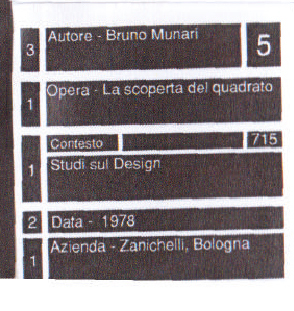 3 Autore - Bruno Munari 5
1 Opera - La scoperta del quadrato
Contesto 715
1 Studi sul Design
2 Data - 1978
1 Azienda - Zanichelli, Bologna